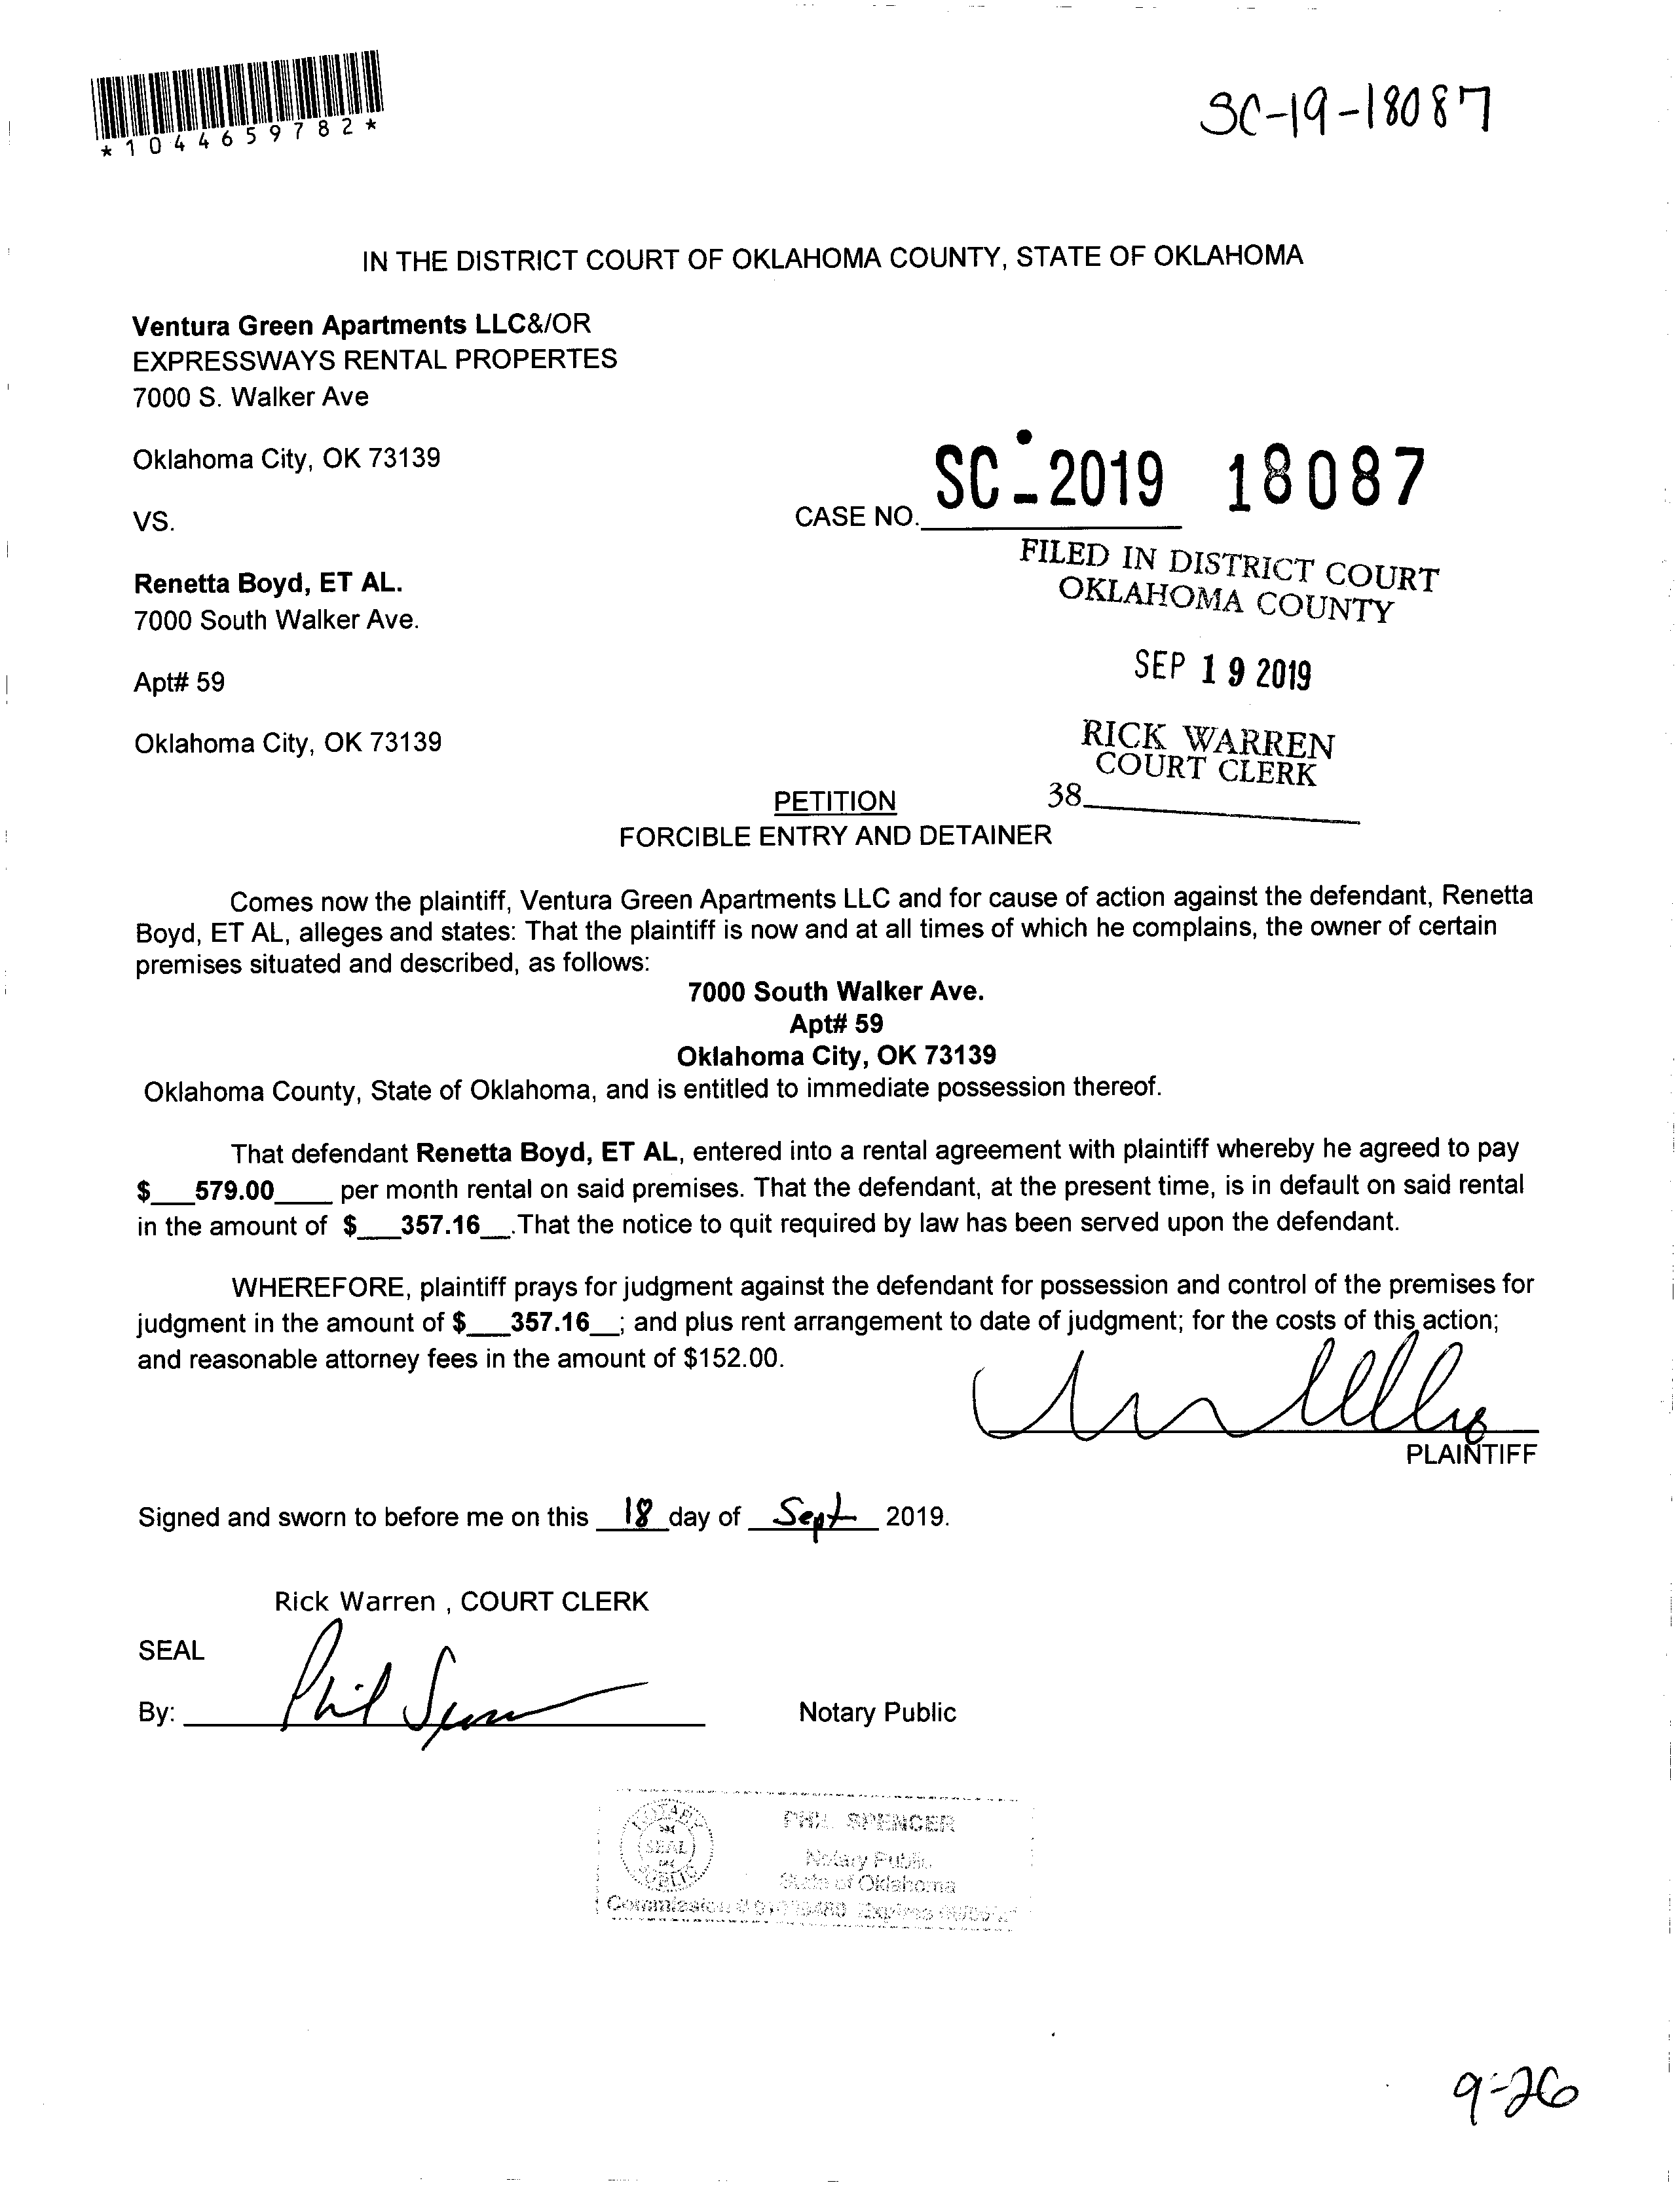 *1044659782*
SC-19-18087
IN THE DISTRICT COURT OF OKLAHOMA COUNTY, STATE OF OKLAHOMA
Ventura Green Apartments LLC&/OR
EXPRESSWAYS RENTAL PROPERTES
7000 S. Walker Ave
Oklahoma City, OK 73139
VS.
CASE NO. SC-2019 18087
FILED IN DISTRICT COURT
OKLAHOMA COUNTY
Renetta Boyd, ET AL.
7000 South Walker Ave.
Apt# 59
SEP 19 2019
Oklahoma City, OK 73139
RICK WARREN
COURT CLERK
38
PETITION
FORCIBLE ENTRY AND DETAINER
Comes now the plaintiff, Ventura Green Apartments LLC and for cause of action against the defendant, Renetta
Boyd, ET AL, alleges and states: That the plaintiff is now and at all times of which he complains, the owner of certain
premises situated and described, as follows:
7000 South Walker Ave.
Apt# 59
Oklahoma City, OK 73139
Oklahoma County, State of Oklahoma, and is entitled to immediate possession thereof.
That defendant Renetta Boyd, ET AL, entered into a rental agreement with plaintiff whereby he agreed to pay
$___579.00____ per month rental on said premises. That the defendant, at the present time, is in default on said rental
in the amount of $___357.16__.That the notice to quit required by law has been served upon the defendant.
WHEREFORE, plaintiff prays for judgment against the defendant for possession and control of the premises for
judgment in the amount of $___357.16__; and plus rent arrangement to date of judgment; for the costs of this action;
and reasonable attorney fees in the amount of $152.00.
PLAINTIFF
Signed and sworn to before me on this 18 day of Sept 2019.
Rick Warren , COURT CLERK
SEAL
By: Phil Spencer
Notary Public
NOTARY
SEAL
PUBLIC
PHIL SPENCER
Notary Public
State of Oklahoma
Commission # Expires
9-26